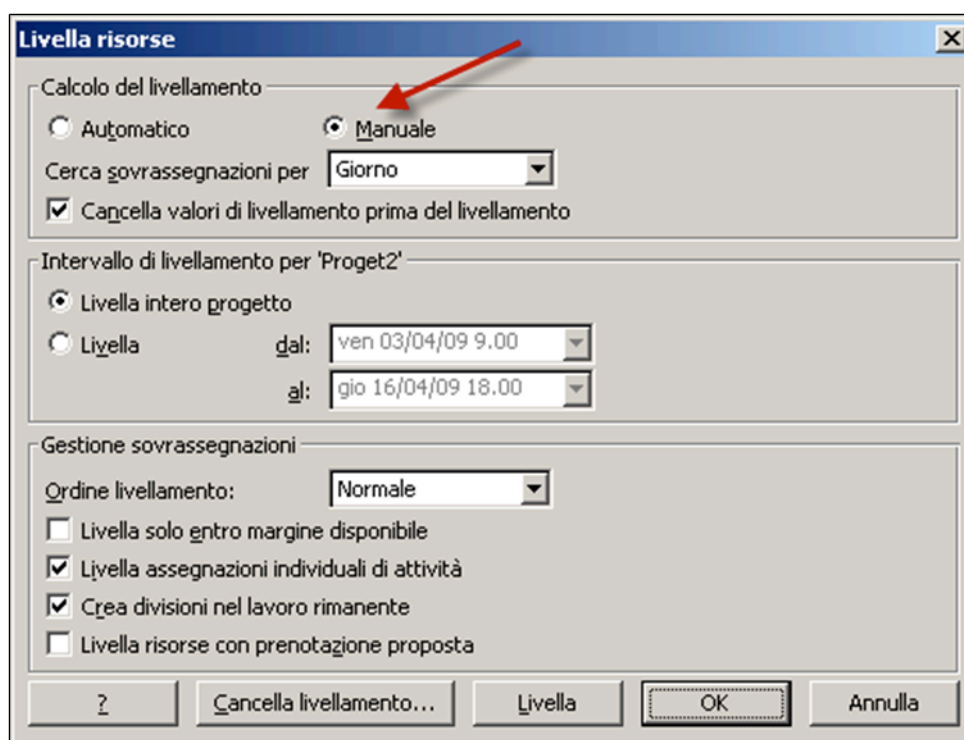 Livella risorse
Calcolo del livellamento
Automatico Manuale
Cerca sovrassegnazioni per Giorno
Cancella valori di livellamento prima del livellamento
Intervallo di livellamento per 'Proget2'
Livella intero progetto
Livella dal: ven 03/04/09 9.00
al: gio 16/04/09 18.00
Gestione sovrassegnazioni
Ordine livellamento: Normale
Livella solo entro margine disponibile
Livella assegnazioni individuali di attività
Crea divisioni nel lavoro rimanente
Livella risorse con prenotazione proposta
? Cancella livellamento... Livella OK Annulla